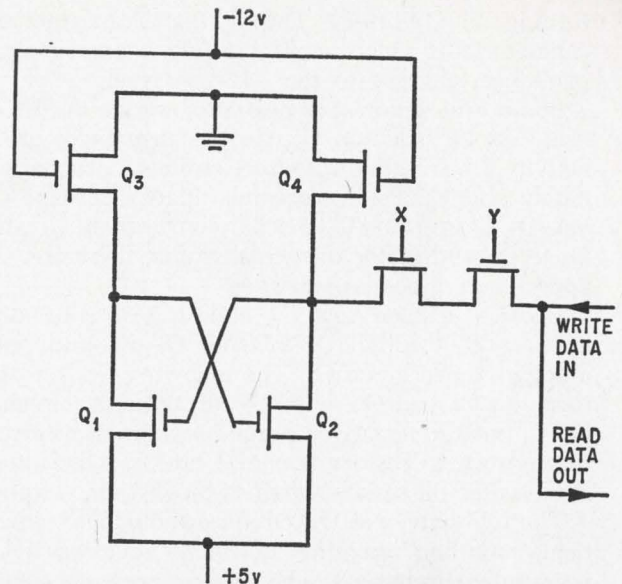 -12v
Q3
Q4
X
Y
WRITE
DATA
IN
Q1
Q2
READ
DATA
OUT
+5v